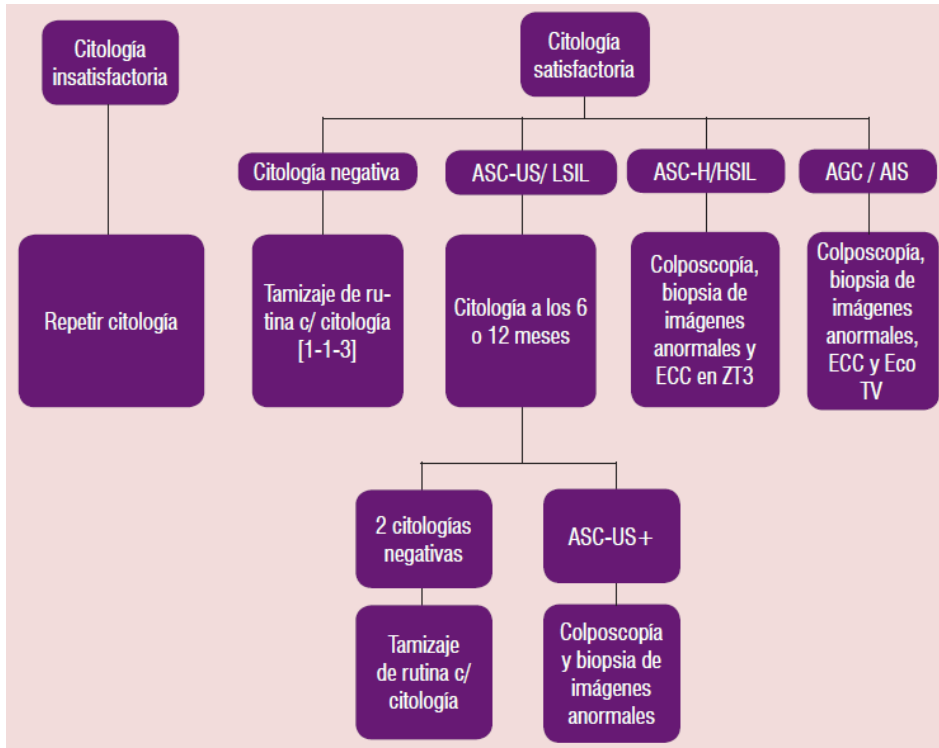 Citología
insatisfactoria
Citología
satisfactoria
Citología negativa
ASC-US/ LSIL
ASC-H/HSIL
AGC / AIS
Repetir citología
Tamizaje de ru-
tina c/ citología
[1-1-3]
Citología a los 6
o 12 meses
Colposcopía,
biopsia de
imágenes
anormales y
ECC en ZT3
Colposcopía,
biopsia de
imágenes
anormales,
ECC y Eco
TV
2 citologías
negativas
ASC-US+
Tamizaje
de rutina c/
citología
Colposcopía
y biopsia de
imágenes
anormales